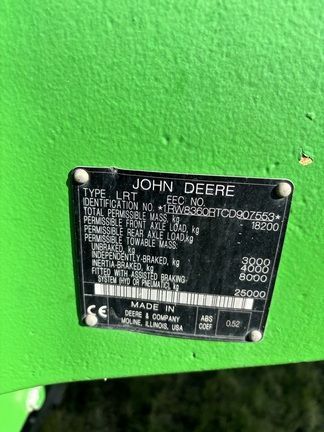 JOHN DEERE
TYPE LRT EEC NO.
IDENTIFICATION NO. *1RW8360RTCD907553*
TOTAL PERMISSIBLE MASS, kg 18200
PERMISSIBLE FRONT AXLE LOAD, kg
PERMISSIBLE REAR AXLE LOAD, kg
PERMISSIBLE TOWABLE MASS:
UNBRAKED, kg 3000
INDEPENDENTLY-BRAKED, kg 4000
INERTIA-BRAKED, kg 8000
FITTED WITH ASSISTED BRAKING
SYSTEM (HYD OR PNEUMATIC), kg 25000
MADE IN
DEERE & COMPANY
MOLINE, ILLINOIS, USA
CE
ABS
COEF 0.52